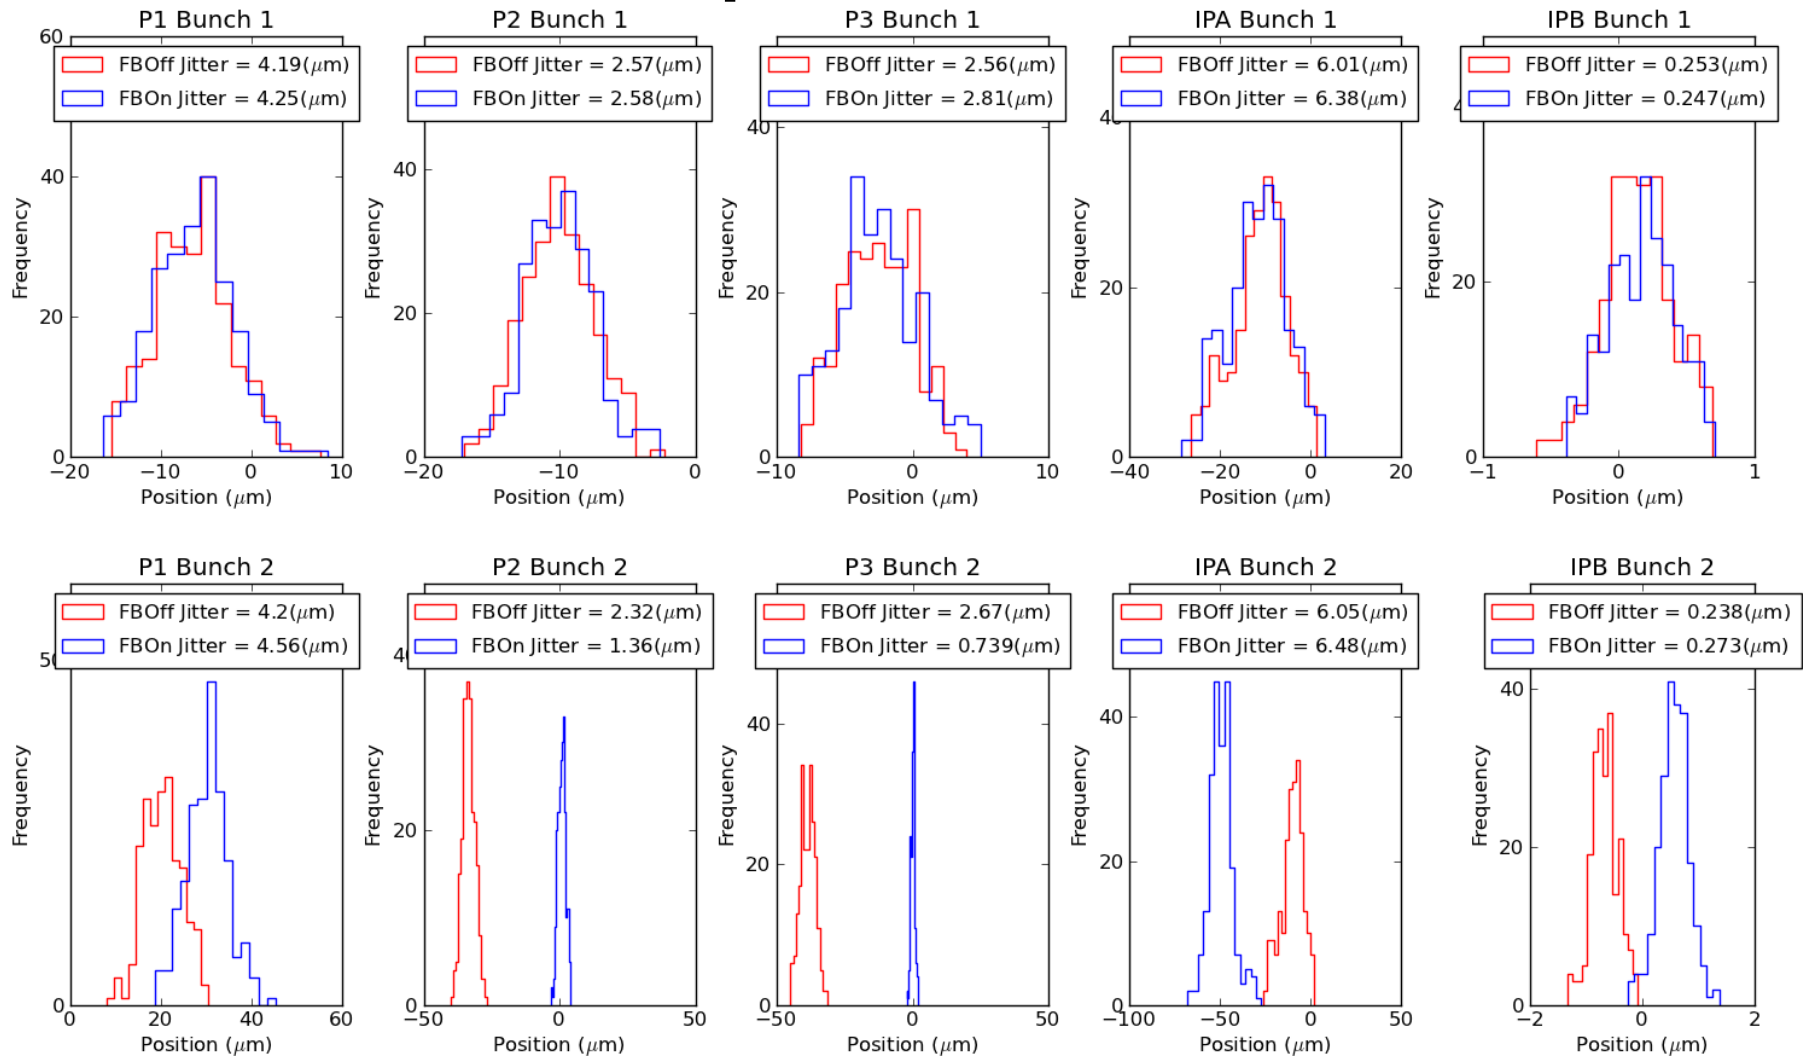 P1 Bunch 1
60
FBOff Jitter = 4.19(μm)
FBOn Jitter = 4.25(μm)
40
20
0
Frequency
−20 −10 0 10
Position (μm)
P2 Bunch 1
FBOff Jitter = 2.57(μm)
FBOn Jitter = 2.58(μm)
40
20
0
Frequency
−20 −10 0
Position (μm)
P3 Bunch 1
FBOff Jitter = 2.56(μm)
FBOn Jitter = 2.81(μm)
40
20
0
Frequency
−10 0 10
Position (μm)
IPA Bunch 1
FBOff Jitter = 6.01(μm)
FBOn Jitter = 6.38(μm)
40
20
0
Frequency
−40 −20 0 20
Position (μm)
IPB Bunch 1
FBOff Jitter = 0.253(μm)
FBOn Jitter = 0.247(μm)
20
0
Frequency
−1 0 1
Position (μm)
P1 Bunch 2
FBOff Jitter = 4.2(μm)
FBOn Jitter = 4.56(μm)
50
0
Frequency
0 20 40 60
Position (μm)
P2 Bunch 2
FBOff Jitter = 2.32(μm)
FBOn Jitter = 1.36(μm)
40
20
0
Frequency
−50 0 50
Position (μm)
P3 Bunch 2
FBOff Jitter = 2.67(μm)
FBOn Jitter = 0.739(μm)
40
20
0
Frequency
−50 0 50
Position (μm)
IPA Bunch 2
FBOff Jitter = 6.05(μm)
FBOn Jitter = 6.48(μm)
40
20
0
Frequency
−100 −50 0 50
Position (μm)
IPB Bunch 2
FBOff Jitter = 0.238(μm)
FBOn Jitter = 0.273(μm)
40
20
0
Frequency
−2 0 2
Position (μm)